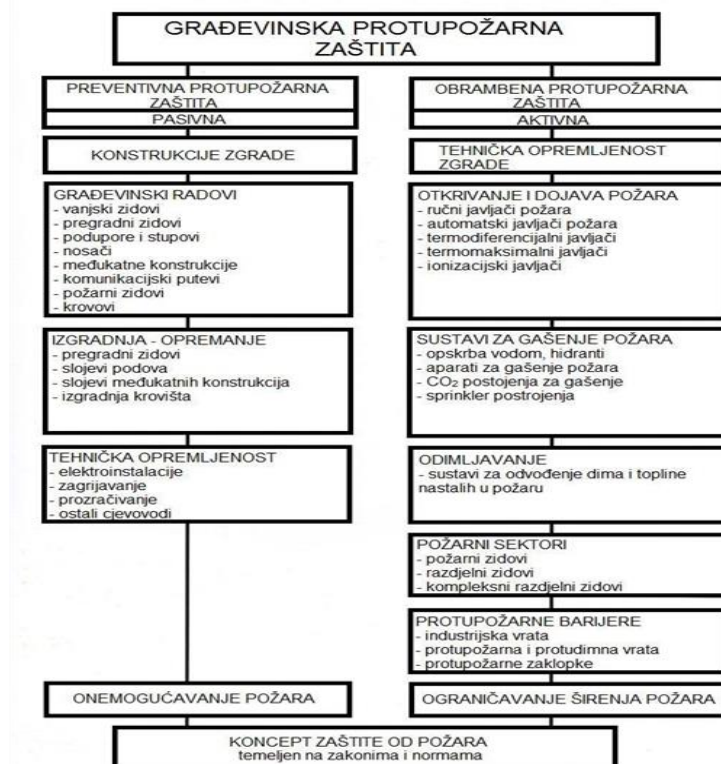 GRAĐEVINSKA PROTUPOŽARNA
ZAŠTITA
PREVENTIVNA PROTUPOŽARNA
ZAŠTITA
PASIVNA
KONSTRUKCIJE ZGRADE
GRAĐEVINSKI RADOVI
- vanjski zidovi
- pregradni zidovi
- podupore i stupovi
- nosači
- međukatne konstrukcije
- komunikacijski putevi
- požarni zidovi
- krovovi
IZGRADNJA - OPREMANJE
- pregradni zidovi
- slojevi podova
- slojevi međukatnih konstrukcija
- izgradnja krovišta
TEHNIČKA OPREMLJENOST
- elektroinstalacije
- zagrijavanje
- prozračivanje
- ostali cjevovodi
ONEMOGUĆAVANJE POŽARA
OBRAMBENA PROTUPOŽARNA
ZAŠTITA
AKTIVNA
TEHNIČKA OPREMLJENOST
ZGRADE
OTKRIVANJE I DOJAVA POŽARA
- ručni javljači požara
- automatski javljači požara
- termodiferencijalni javljači
- termomaksimalni javljači
- ionizacijski javljači
SUSTAVI ZA GAŠENJE POŽARA
- opskrba vodom, hidranti
- aparati za gašenje požara
- CO₂ postojenja za gašenje
- sprinkler postrojenja
ODIMLJAVANJE
- sustavi za odvođenje dima i topline
nastalih u požaru
POŽARNI SEKTORI
- požarni zidovi
- razdjelni zidovi
- kompleksni razdjelni zidovi
PROTUPOŽARNE BARIJERE
- industrijska vrata
- protupožarna i protudimna vrata
- protupožarne zaklopke
OGRANIČAVANJE ŠIRENJA POŽARA
KONCEPT ZAŠTITE OD POŽARA
temeljen na zakonima i normama